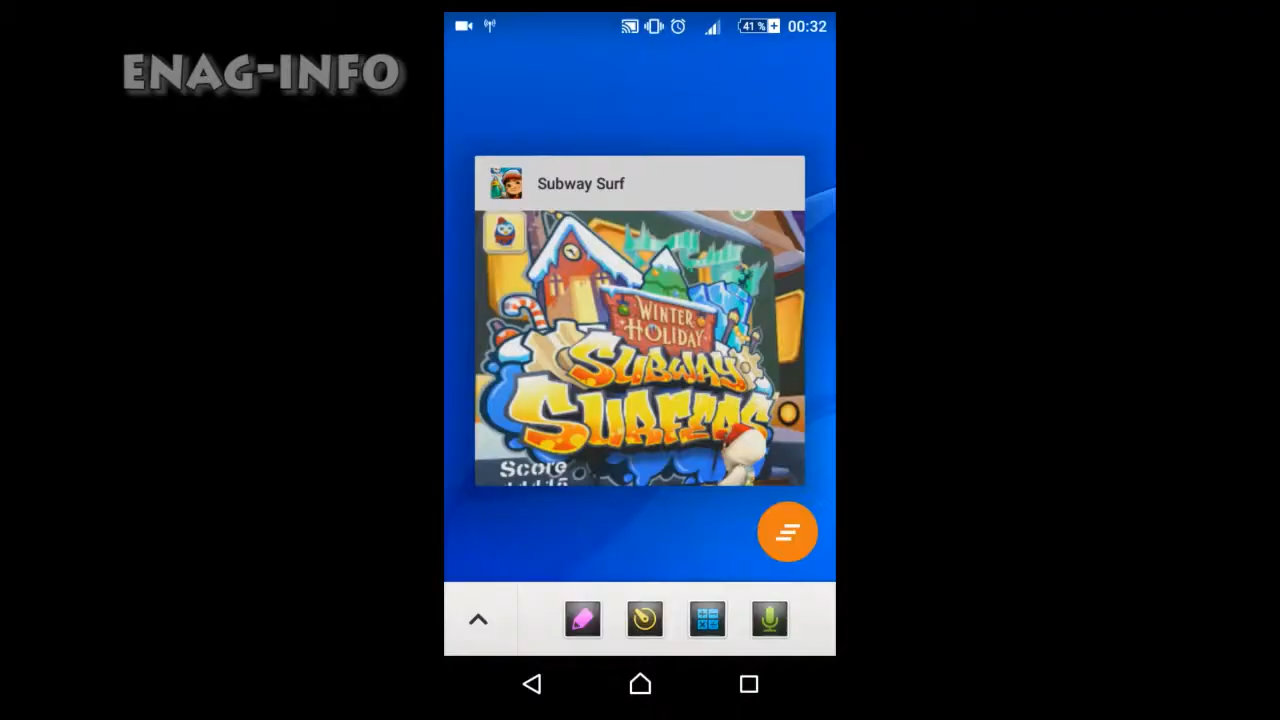 ENAG-INFO
41 % 00:32
Subway Surf
WINTER
HOLIDAY
SUBWAY
SURFERS
Score